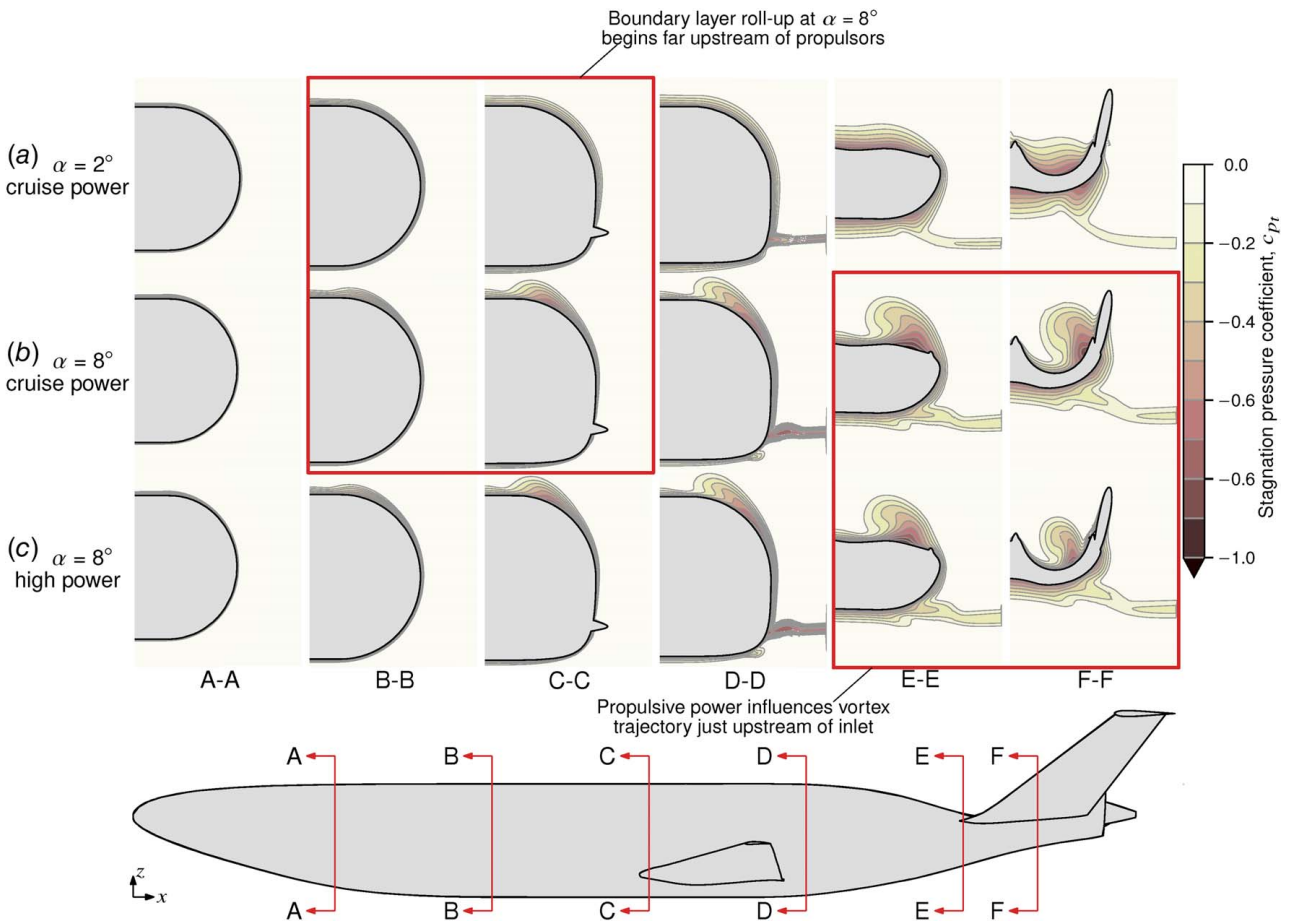 Boundary layer roll-up at α = 8°
begins far upstream of propulsors
(a) α = 2°
cruise power
(b) α = 8°
cruise power
(c) α = 8°
high power
0.0
−0.2
−0.4
−0.6
−0.6
−1.0
Stagnation pressure coefficient, cpt
A-A
B-B
C-C
D-D
E-E
F-F
Propulsive power influences vortex
trajectory just upstream of inlet
A
B
C
D
E
F
z
x
A
B
C
D
E
F